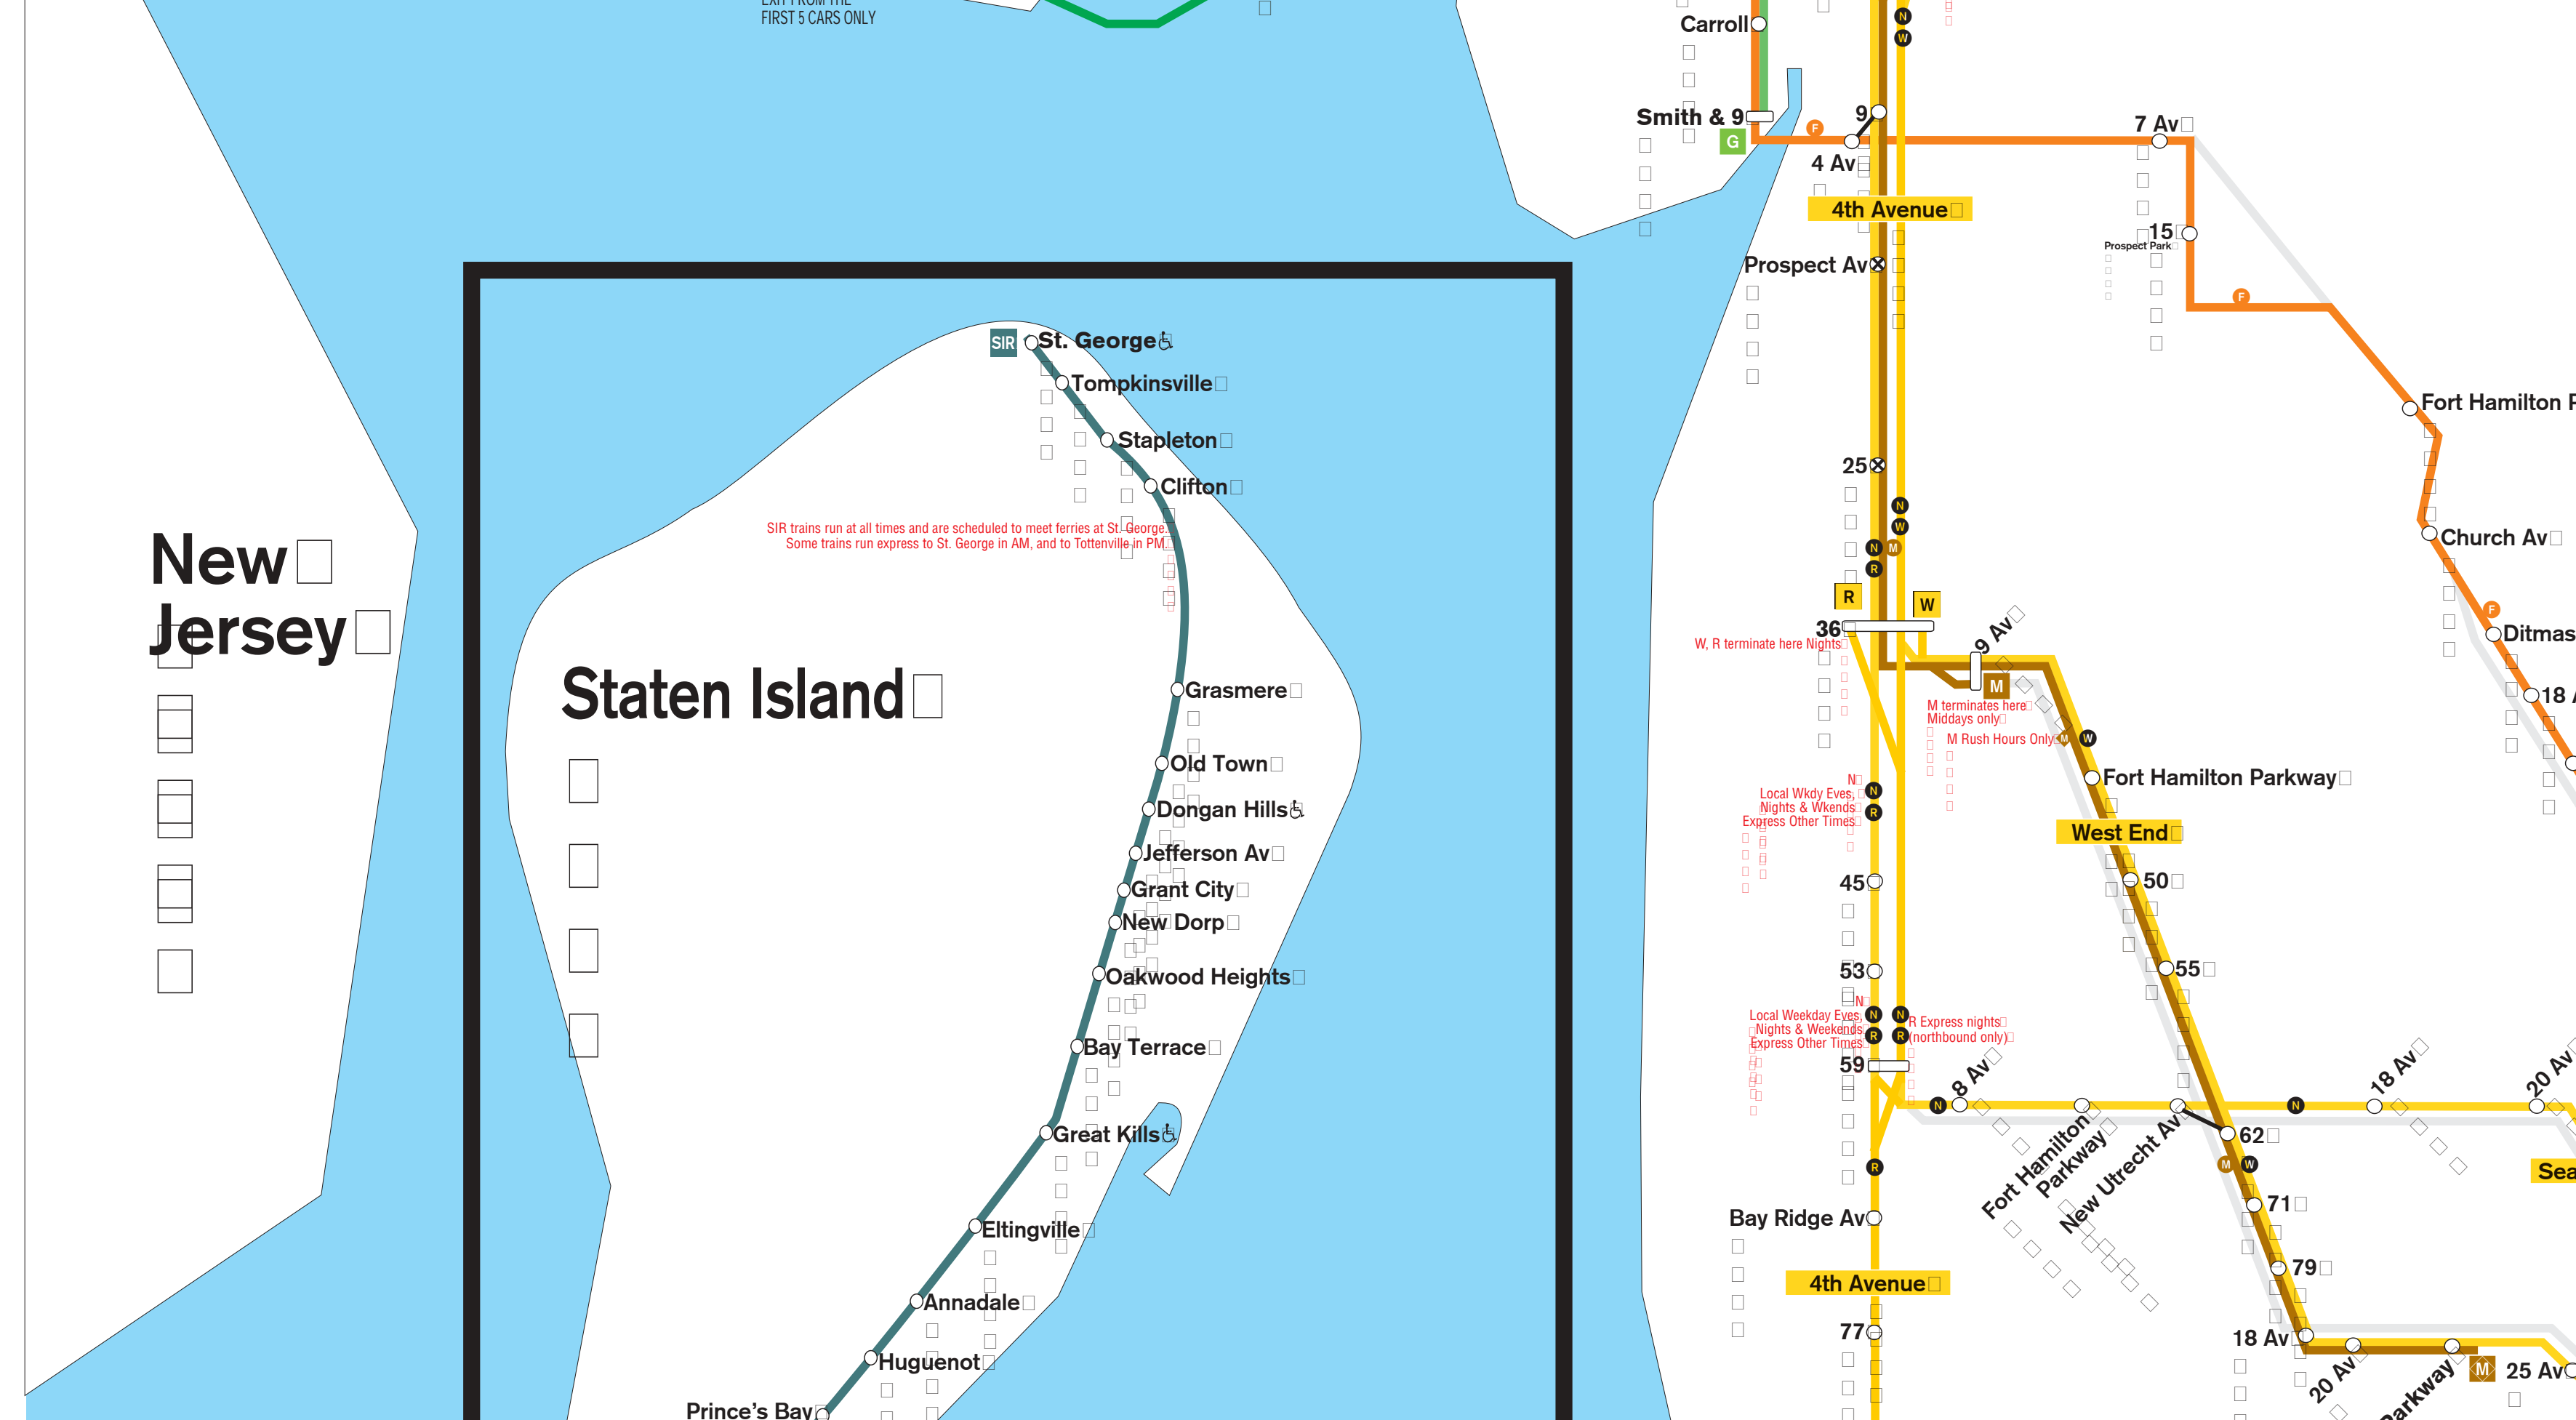 EXIT FROM THE
FIRST 5 CARS ONLY
Carroll
Smith & 9
G
F
9
4 Av
N
W
7 Av
4th Avenue
15
Prospect Park
Prospect Av
F
SIR
St. George
Tompkinsville
Stapleton
Clifton
SIR trains run at all times and are scheduled to meet ferries at St. George.
Some trains run express to St. George in AM, and to Tottenville in PM.
New
Jersey
Staten Island
Grasmere
Old Town
Dongan Hills
Jefferson Av
Grant City
New Dorp
Oakwood Heights
Bay Terrace
Great Kills
Eltingville
Annadale
Huguenot
Prince's Bay
Fort Hamilton P
25
N
W
N
M
R
Church Av
F
Ditmas
18 A
R
W
36
W, R terminate here Nights
9 Av
M
M terminates here
Middays only
M Rush Hours Only
M
W
Fort Hamilton Parkway
N
Local Wkdy Eves,
Nights & Wkends
Express Other Times
N
R
West End
45
50
53
55
N
Local Weekday Eves,
Nights & Weekends
Express Other Times
N
R
N
R
R Express nights
(northbound only)
59
8 Av
18 Av
20 Av
N
N
Fort Hamilton
Parkway
New Utrecht Av
62
M
W
Sea
R
71
Bay Ridge Av
79
4th Avenue
77
18 Av
20 Av
Parkway
M
25 Av